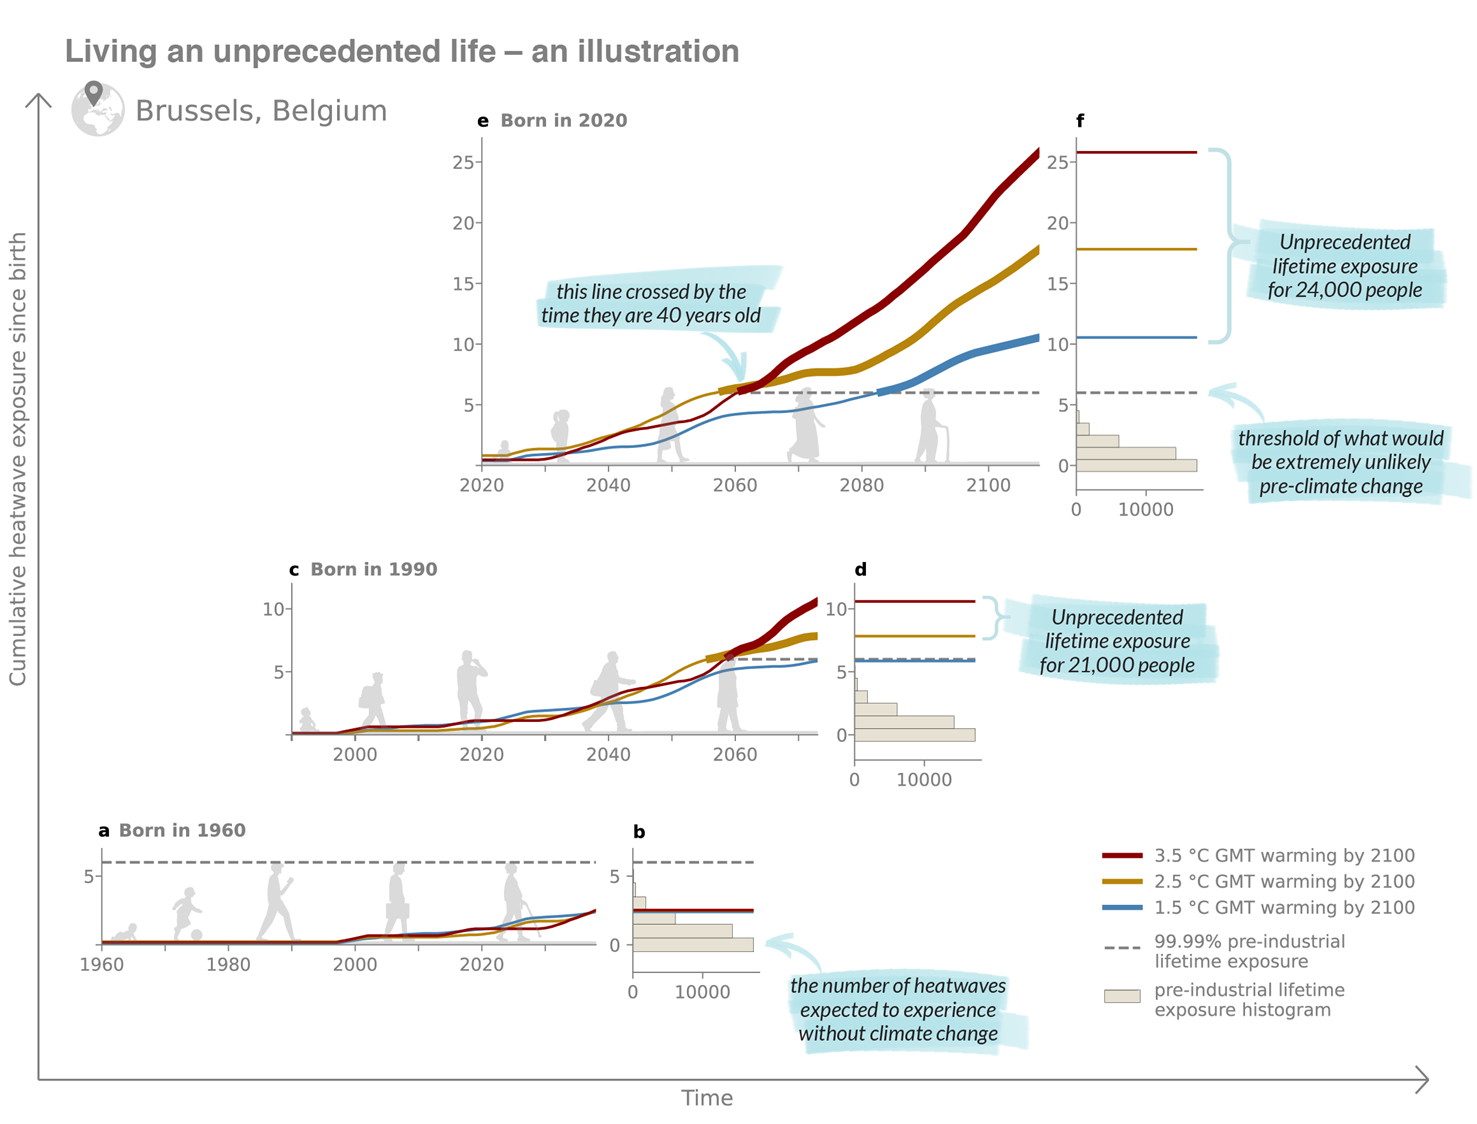 Living an unprecedented life – an illustration
Brussels, Belgium
Cumulative heatwave exposure since birth
e Born in 2020
25
20
15
10
5
2020 2040 2060 2080 2100
this line crossed by the
time they are 40 years old
f
25
20
15
10
5
0
0 10000
Unprecedented
lifetime exposure
for 24,000 people
threshold of what would
be extremely unlikely
pre-climate change
c Born in 1990
10
5
2000 2020 2040 2060
d
10
5
0
0 10000
Unprecedented
lifetime exposure
for 21,000 people
a Born in 1960
5
1960 1980 2000 2020
b
5
0
0 10000
the number of heatwaves
expected to experience
without climate change
3.5 °C GMT warming by 2100
2.5 °C GMT warming by 2100
1.5 °C GMT warming by 2100
99.99% pre-industrial
lifetime exposure
pre-industrial lifetime
exposure histogram
Time